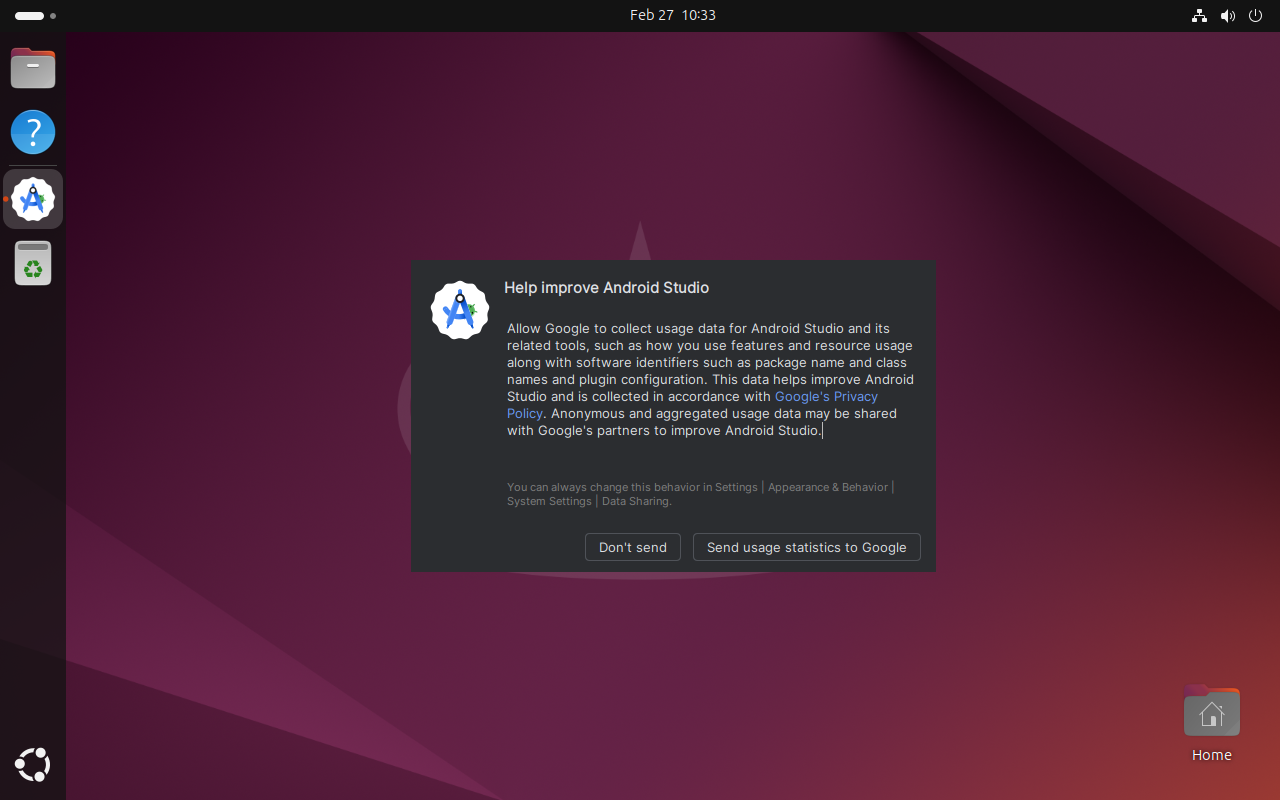 Feb 27 10:33
Help improve Android Studio
Allow Google to collect usage data for Android Studio and its
related tools, such as how you use features and resource usage
along with software identifiers such as package name and class
names and plugin configuration. This data helps improve Android
Studio and is collected in accordance with Google's Privacy
Policy. Anonymous and aggregated usage data may be shared
with Google's partners to improve Android Studio.
You can always change this behavior in Settings | Appearance & Behavior |
System Settings | Data Sharing.
Don't send
Send usage statistics to Google
Home